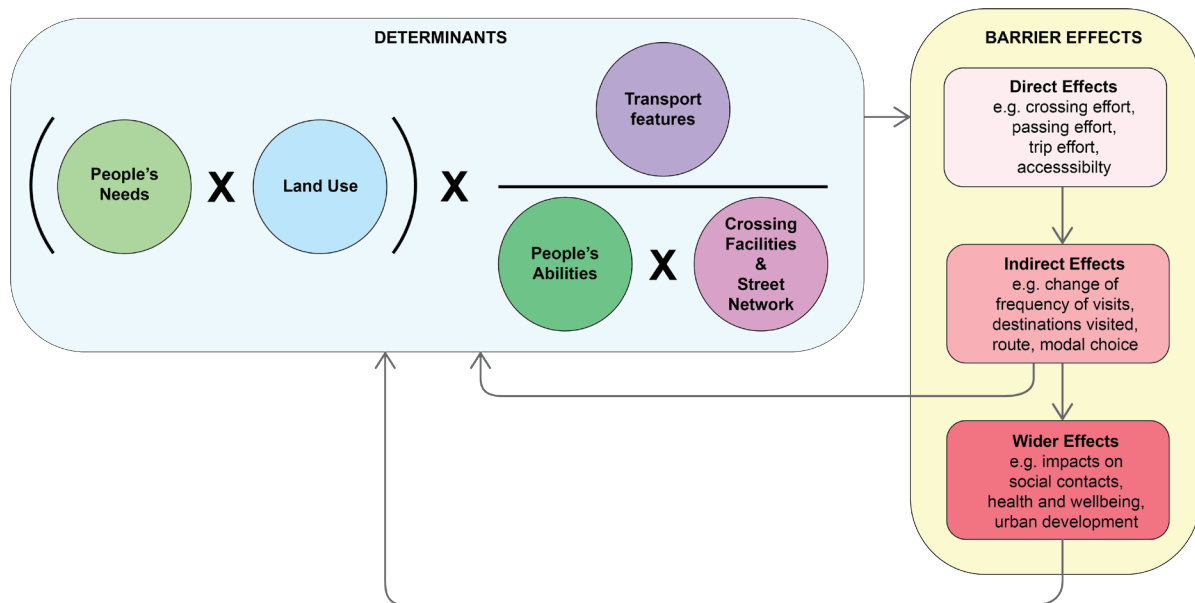 DETERMINANTS
People's
Needs
X
Land Use
X
Transport
features
People's
Abilities
X
Crossing
Facilities
&
Street
Network
BARRIER EFFECTS
Direct Effects
e.g. crossing effort,
passing effort,
trip effort,
accesssibilty
Indirect Effects
e.g. change of
frequency of visits,
destinations visited,
route, modal choice
Wider Effects
e.g. impacts on
social contacts,
health and wellbeing,
urban development